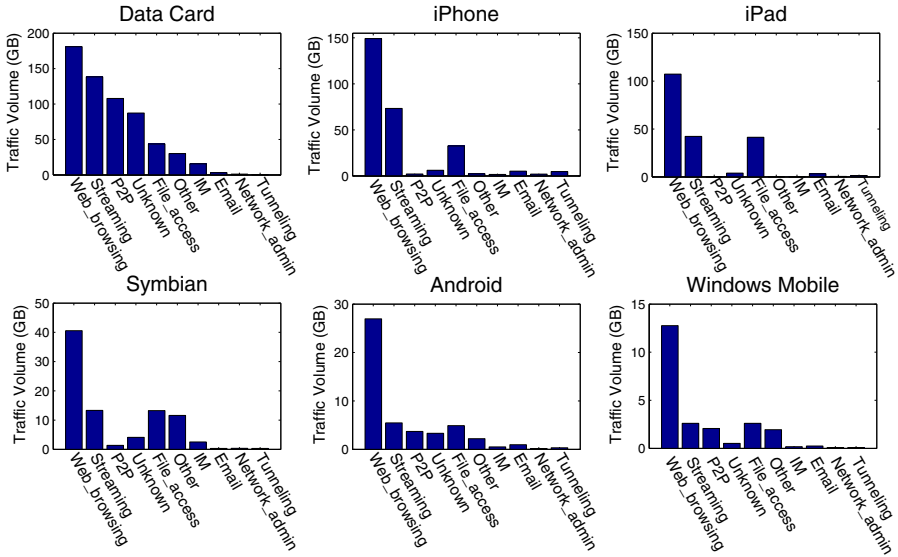 Data Card
Traffic Volume (GB)
200
150
100
50
0
Web_browsing
Streaming
P2P
Unknown
File_access
Other
IM
Email
Network_admin
Tunneling
iPhone
Traffic Volume (GB)
150
100
50
0
Web_browsing
Streaming
P2P
Unknown
File_access
Other
IM
Email
Network_admin
Tunneling
iPad
Traffic Volume (GB)
150
100
50
0
Web_browsing
Streaming
P2P
Unknown
File_access
Other
IM
Email
Network_admin
Tunneling
Symbian
Traffic Volume (GB)
50
40
30
20
10
0
Web_browsing
Streaming
P2P
Unknown
File_access
Other
IM
Email
Network_admin
Tunneling
Android
Traffic Volume (GB)
30
20
10
0
Web_browsing
Streaming
P2P
Unknown
File_access
Other
IM
Email
Network_admin
Tunneling
Windows Mobile
Traffic Volume (GB)
15
10
5
0
Web_browsing
Streaming
P2P
Unknown
File_access
Other
IM
Email
Network_admin
Tunneling